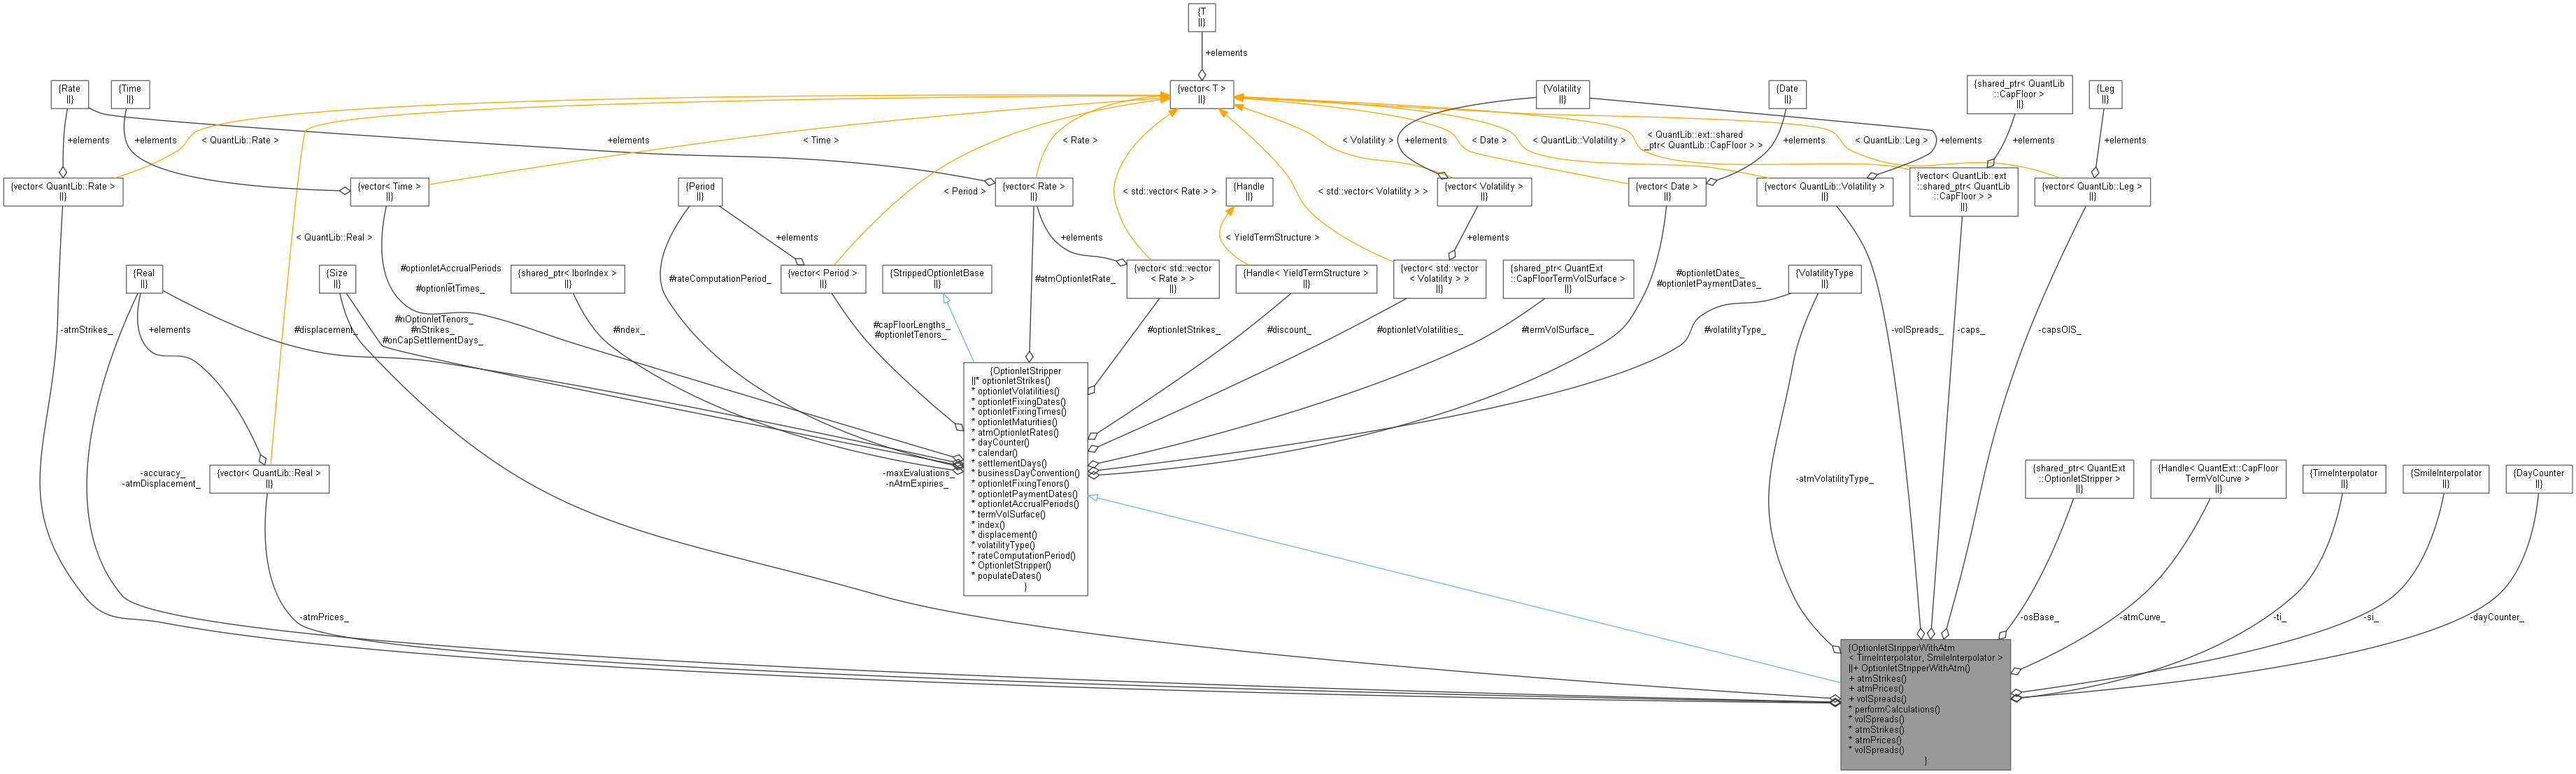 {T
||}
+elements
{Rate
||}
{Time
||}
{vector< T >
||}
{Volatility
||}
{Date
||}
{shared_ptr< QuantLib
::CapFloor >
||}
{Leg
||}
+elements
+elements
< QuantLib::Rate >
+elements
< Time >
< Rate >
< Volatility >
+elements
< Date >
+elements
< QuantLib::Volatility >
+elements
< QuantLib::ext::shared
_ptr< QuantLib::CapFloor > >
+elements
< QuantLib::Leg >
+elements
{vector< QuantLib::Rate >
||}
{vector< Time >
||}
{Period
||}
< Period >
{vector< Rate >
||}
< std::vector< Rate > >
{Handle
||}
< std::vector< Volatility > >
{vector< Volatility >
||}
{vector< Date >
||}
{vector< QuantLib::Volatility >
||}
{vector< QuantLib::ext
::shared_ptr< QuantLib
::CapFloor > >
||}
{vector< QuantLib::Leg >
||}
< QuantLib::Real >
+elements
+elements
< YieldTermStructure >
+elements
{Real
||}
{Size
||}
#optionletAccrualPeriods
_
#optionletTimes_
{shared_ptr< IborIndex >
||}
#rateComputationPeriod_
{vector< Period >
||}
{StrippedOptionletBase
||}
#atmOptionletRate_
{vector< std::vector
< Rate > >
||}
{Handle< YieldTermStructure >
||}
{vector< std::vector
< Volatility > >
||}
{shared_ptr< QuantExt
::CapFloorTermVolSurface >
||}
#optionletDates_
#optionletPaymentDates_
{VolatilityType
||}
-atmStrikes_
+elements
#displacement_
#nOptionletTenors_
#nStrikes_
#onCapSettlementDays_
#index_
#capFloorLengths_
#optionletTenors_
#optionletStrikes_
#discount_
#optionletVolatilities_
#termVolSurface_
#volatilityType_
-volSpreads_
-caps_
-capsOIS_
{OptionletStripper
||* optionletStrikes()
* optionletVolatilities()
* optionletFixingDates()
* optionletFixingTimes()
* optionletMaturities()
* atmOptionletRates()
* dayCounter()
* calendar()
* settlementDays()
* businessDayConvention()
* optionletFixingTenors()
* optionletPaymentDates()
* optionletAccrualPeriods()
* termVolSurface()
* index()
* displacement()
* volatilityType()
* rateComputationPeriod()
* OptionletStripper()
* populateDates()
}
-accuracy_
-atmDisplacement_
{vector< QuantLib::Real >
||}
-maxEvaluations_
-nAtmExpiries_
-atmVolatilityType_
{shared_ptr< QuantExt
::OptionletStripper >
||}
{Handle< QuantExt::CapFloor
TermVolCurve >
||}
{TimeInterpolator
||}
{SmileInterpolator
||}
{DayCounter
||}
-atmPrices_
-osBase_
-atmCurve_
-ti_
-si_
-dayCounter_
{OptionletStripperWithAtm
< TimeInterpolator, SmileInterpolator >
||+ OptionletStripperWithAtm()
+ atmStrikes()
+ atmPrices()
+ volSpreads()
* performCalculations()
* volSpreads()
* atmStrikes()
* atmPrices()
* volSpreads()
}